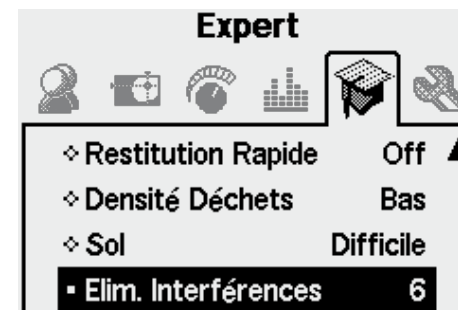 Expert
Restitution Rapide Off
Densité Déchets Bas
Sol Difficile
Elim. Interférences 6